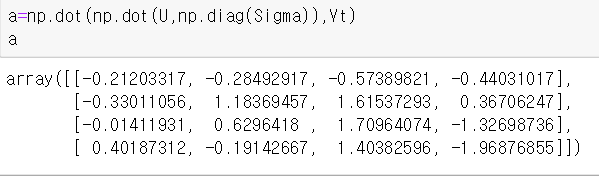 a=np.dot(np.dot(U,np.diag(Sigma)),Vt)
a
array([[-0.21203317, -0.28492917, -0.57389821, -0.44031017],
[-0.33011056, 1.18369457, 1.61537293, 0.36706247],
[-0.01411931, 0.6296418 , 1.70964074, -1.32698736],
[ 0.40187312, -0.19142667, 1.40382596, -1.96876855]])